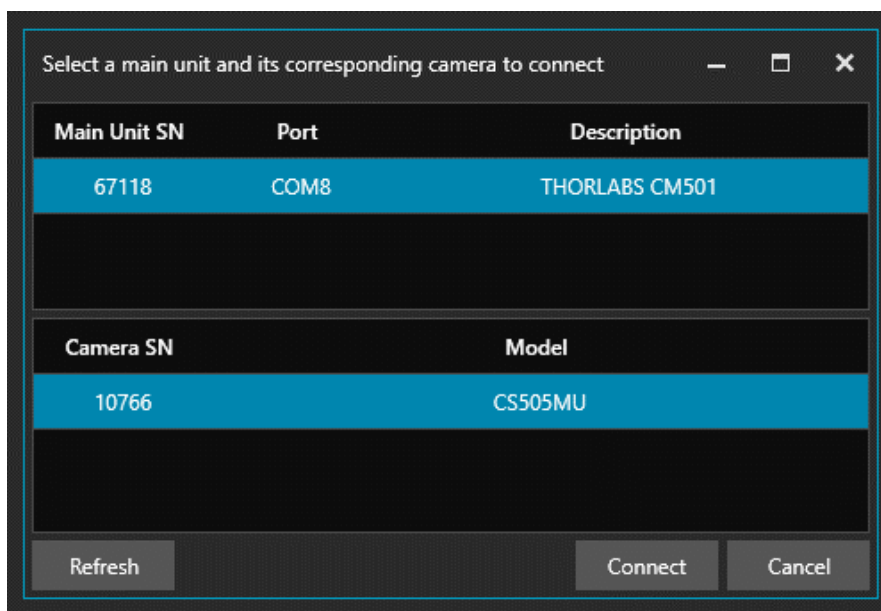 Select a main unit and its corresponding camera to connect
Main Unit SN Port Description
67118 COM8 THORLABS CM501
Camera SN Model
10766 CS505MU
Refresh Connect Cancel